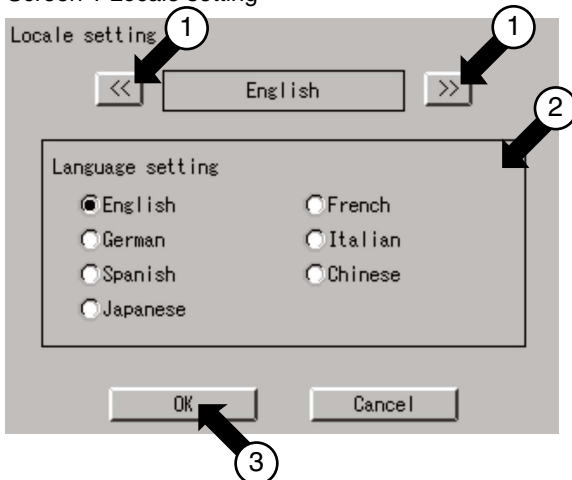 Screen 1 Locale setting
Locale setting
1
1
<<
English
>>
2
Language setting
English
French
German
Italian
Spanish
Chinese
Japanese
OK
Cancel
3